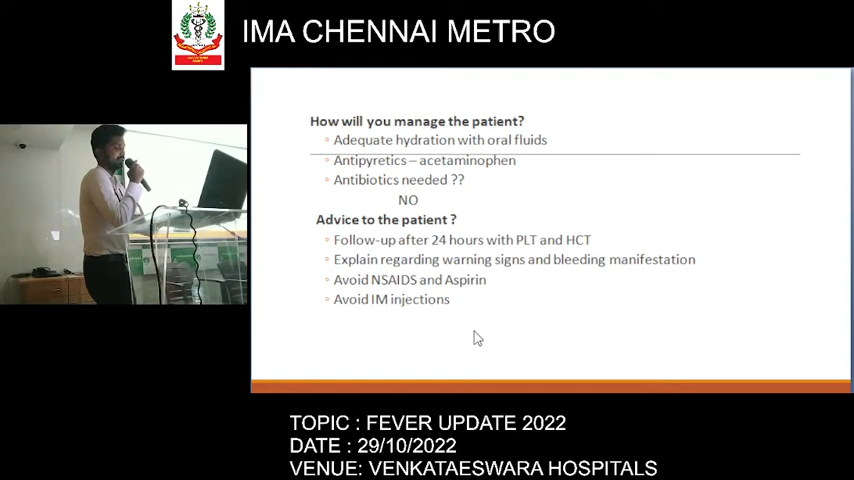 IMA CHENNAI METRO
How will you manage the patient?
◦ Adequate hydration with oral fluids
◦ Antipyretics – acetaminophen
◦ Antibiotics needed ??
NO
Advice to the patient ?
◦ Follow-up after 24 hours with PLT and HCT
◦ Explain regarding warning signs and bleeding manifestation
◦ Avoid NSAIDS and Aspirin
◦ Avoid IM injections
TOPIC : FEVER UPDATE 2022
DATE : 29/10/2022
VENUE: VENKATAESWARA HOSPITALS